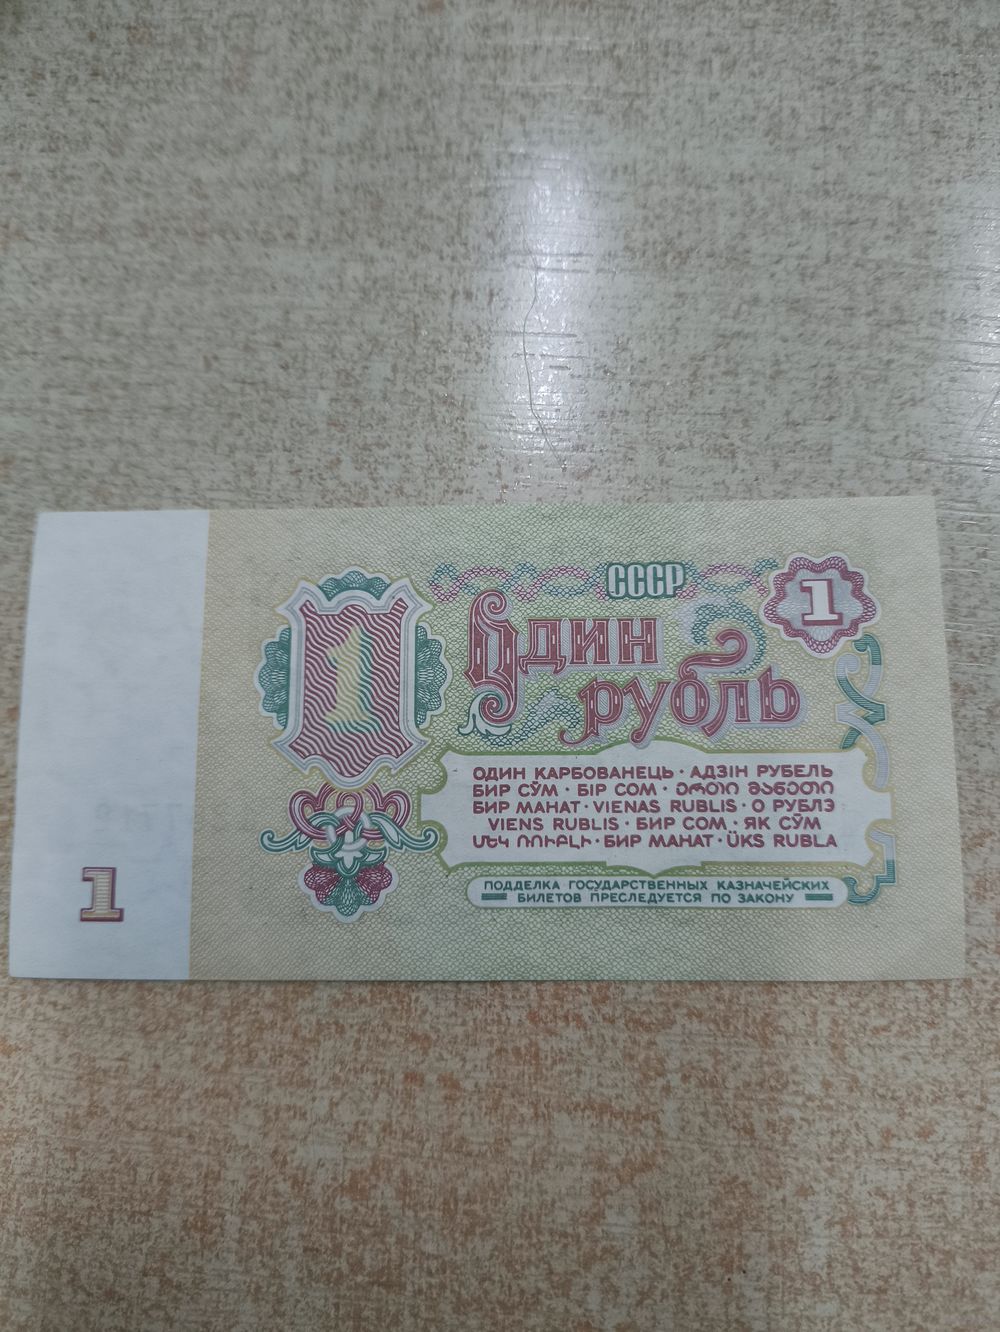 СССР
1
Один
рубль
1
ОДИН КАРБОВАНЕЦЬ · АДЗІН РУБЕЛЬ
БИР СЎМ · БІР СОМ · ᲔᲠᲗᲘ ᲛᲐᲜᲔᲗᲘ
БИР МАНАТ · VIENAS RUBLIS · О РУБЛЭ
VIENS RUBLIS · БИР СОМ · ЯК СЎМ
ՄԵԿ ՌՈՒԲԼԻ · БИР МАНАТ · ÜKS RUBLA
ПОДДЕЛКА ГОСУДАРСТВЕННЫХ КАЗНАЧЕЙСКИХ
БИЛЕТОВ ПРЕСЛЕДУЕТСЯ ПО ЗАКОНУ
1